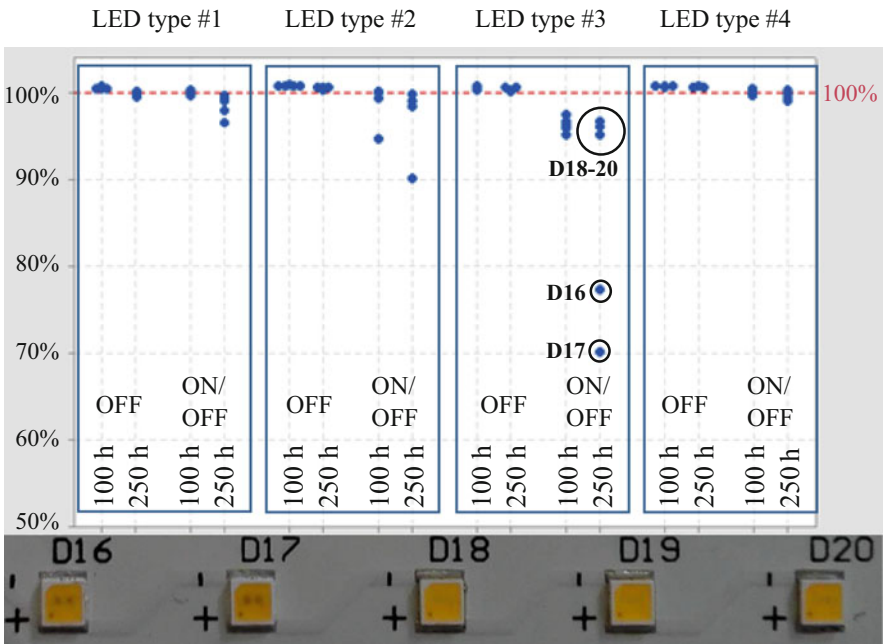 LED type #1 LED type #2 LED type #3 LED type #4
100% 100%
D18-20
90%
80%
D16
D17
70%
OFF ON/OFF OFF ON/OFF OFF ON/OFF OFF ON/OFF
60%
100 h 250 h 100 h 250 h 100 h 250 h 100 h 250 h 100 h 250 h 100 h 250 h 100 h 250 h 100 h 250 h
50%
D16 D17 D18 D19 D20
- - - - -
+ + + + +